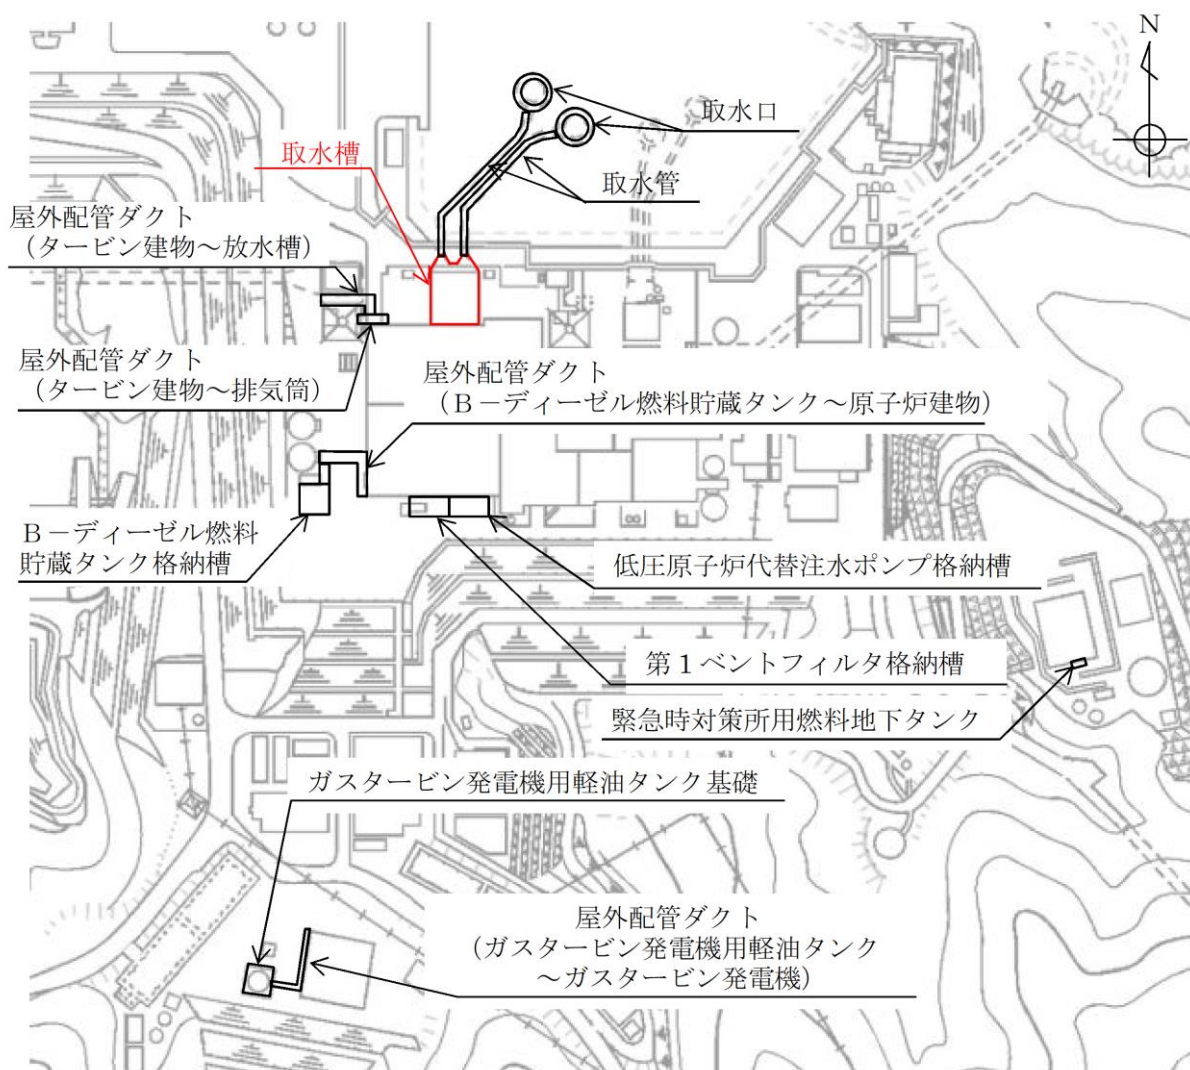 N
取水口
取水槽
取水管
屋外配管ダクト
（タービン建物～放水槽）
屋外配管ダクト
（タービン建物～排気筒）
屋外配管ダクト
（Ｂ－ディーゼル燃料貯蔵タンク～原子炉建物）
Ｂ－ディーゼル燃料
貯蔵タンク格納槽
低圧原子炉代替注水ポンプ格納槽
第１ベントフィルタ格納槽
緊急時対策所用燃料地下タンク
ガスタービン発電機用軽油タンク基礎
屋外配管ダクト
（ガスタービン発電機用軽油タンク
～ガスタービン発電機）